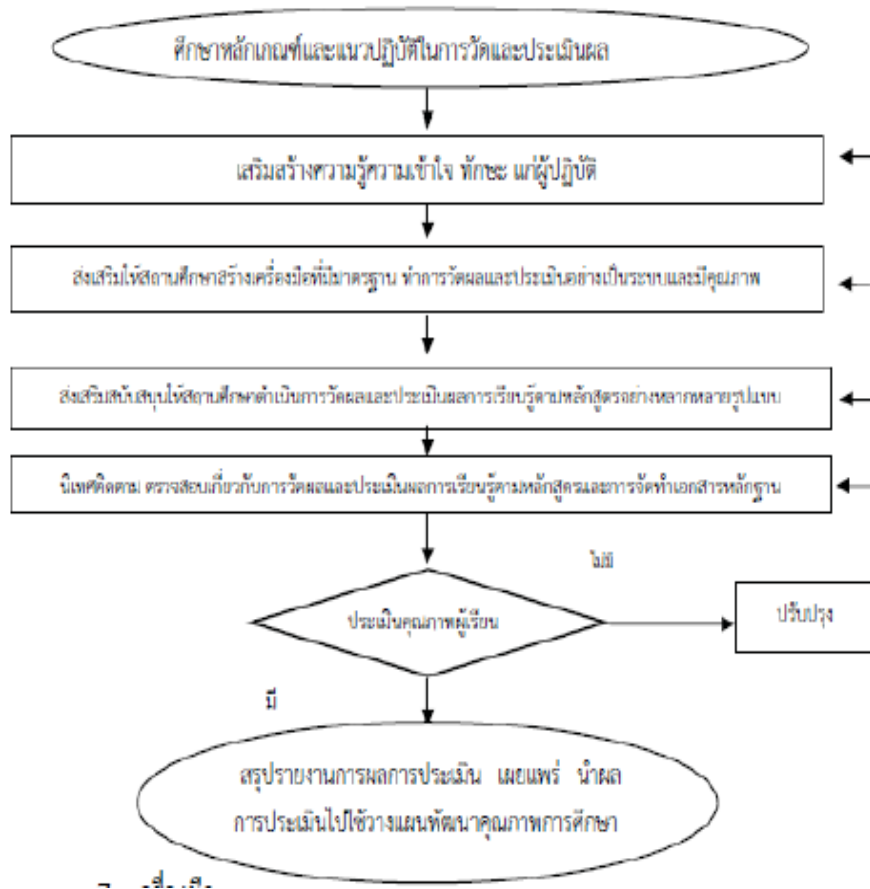 ศึกษาหลักเกณฑ์และแนวปฏิบัติในการวัดและประเมินผล
เสริมสร้างความรู้ความเข้าใจ ทักษะ แก่ผู้ปฏิบัติ
ส่งเสริมให้สถานศึกษาสร้างเครื่องมือที่มีมาตรฐาน ทำการวัดผลและประเมินอย่างเป็นระบบและมีคุณภาพ
ส่งเสริมสนับสนุนให้สถานศึกษาดำเนินการวัดผลและประเมินผลการเรียนรู้ตามหลักสูตรอย่างหลากหลายรูปแบบ
นิเทศติดตาม ตรวจสอบเกี่ยวกับการวัดผลและประเมินผลการเรียนรู้ตามหลักสูตรและการจัดทำเอกสารหลักฐาน
ไม่มี
ประเมินคุณภาพผู้เรียน
ปรับปรุง
มี
สรุปรายงานการผลการประเมิน เผยแพร่ นำผล
การประเมินไปใช้วางแผนพัฒนาคุณภาพการศึกษา